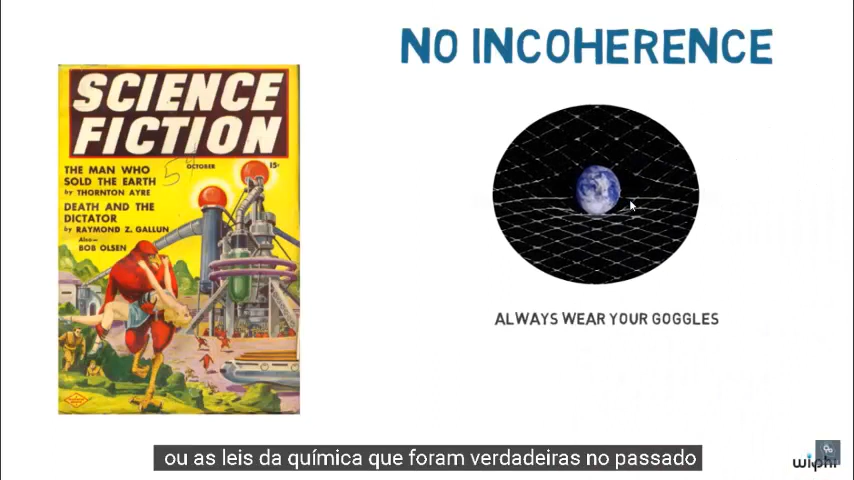 NO INCOHERENCE
SCIENCE
FICTION
THE MAN WHO
SOLD THE EARTH
by THORNTON AYRE
OCTOBER
15¢
DEATH AND THE
DICTATOR
by RAYMOND Z. GALLUN
Also—
BOB OLSEN
ALWAYS WEAR YOUR GOGGLES
ou as leis da química que foram verdadeiras no passado
wiphi